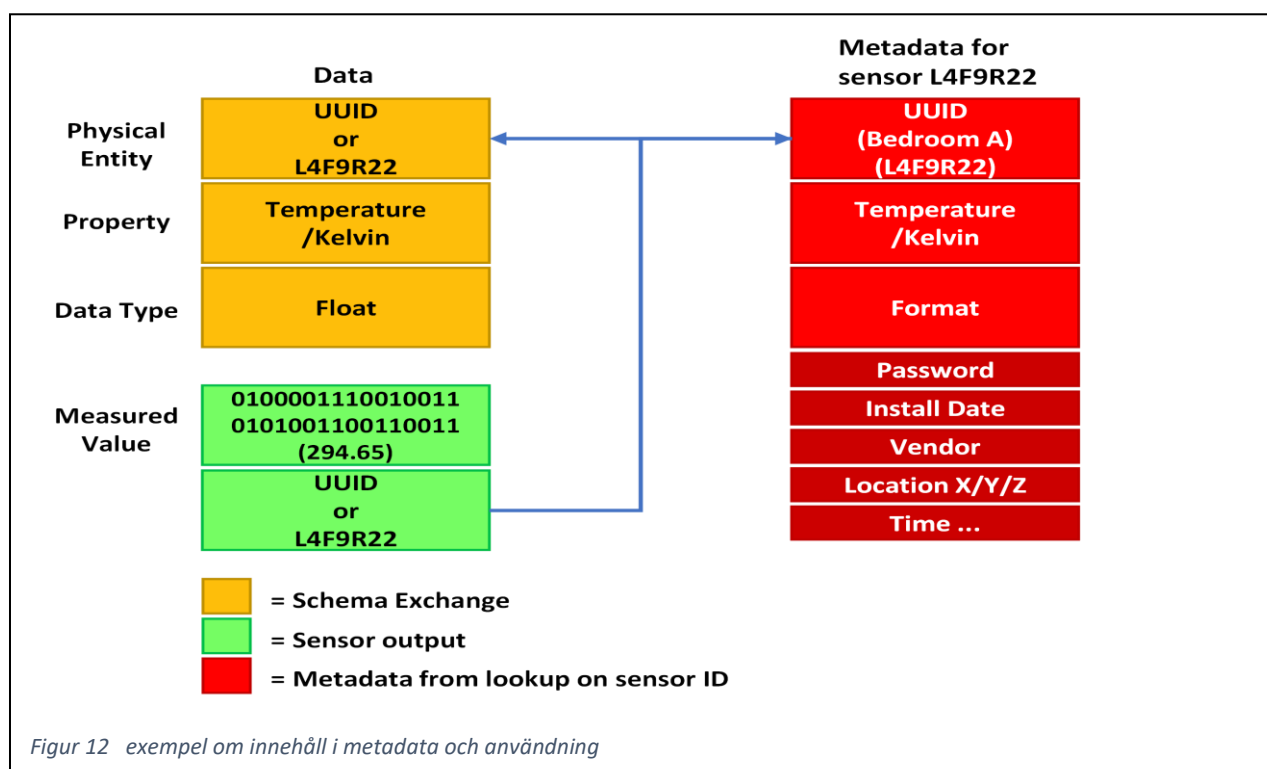 Data
Metadata for
sensor L4F9R22
Physical
Entity
UUID
or
L4F9R22
UUID
(Bedroom A)
(L4F9R22)
Property
Temperature
/Kelvin
Temperature
/Kelvin
Data Type
Float
Format
Password
Install Date
Vendor
Location X/Y/Z
Time ...
Measured
Value
0100001110010011
0101001100110011
(294.65)
UUID
or
L4F9R22
= Schema Exchange
= Sensor output
= Metadata from lookup on sensor ID
Figur 12 exempel om innehåll i metadata och användning